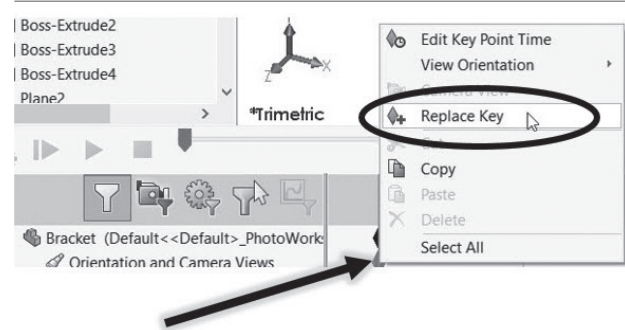 Boss-Extrude2
Boss-Extrude3
Boss-Extrude4
Plane2
Z
X
*Trimetric
Edit Key Point Time
View Orientation
Camera View
Replace Key
Copy
Paste
Delete
Select All
Bracket (Default<<Default>_PhotoWorks
Orientation and Camera Views